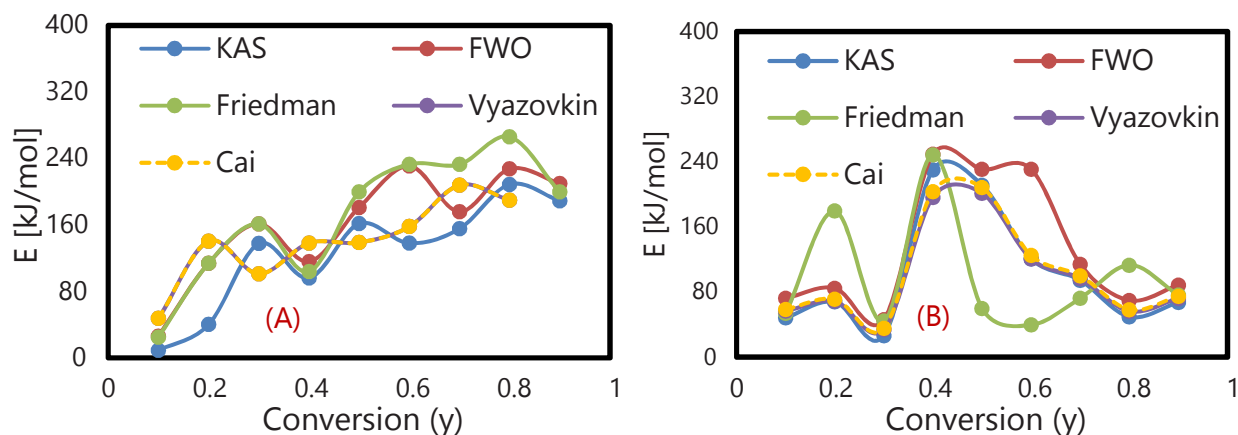 400
320
240
160
80
0
E [kJ/mol]
KAS
FWO
Friedman
Vyazovkin
Cai
(A)
0 0.2 0.4 0.6 0.8 1
Conversion (y)
400
320
240
160
80
0
E [kJ/mol]
KAS
FWO
Friedman
Vyazovkin
Cai
(B)
0 0.2 0.4 0.6 0.8 1
Conversion (y)